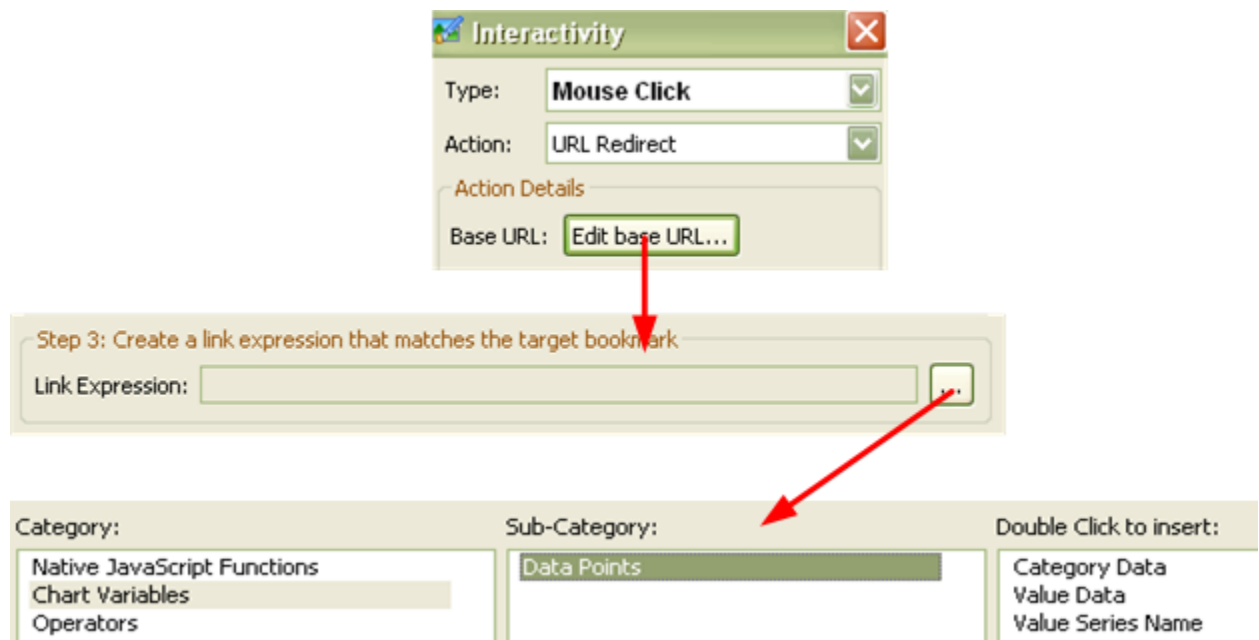 Interactivity
Type: Mouse Click
Action: URL Redirect
Action Details
Base URL: Edit base URL...
Step 3: Create a link expression that matches the target bookmark
Link Expression: ...
Category: Sub-Category: Double Click to insert:
Native JavaScript Functions Data Points Category Data
Chart Variables Value Data
Operators Value Series Name